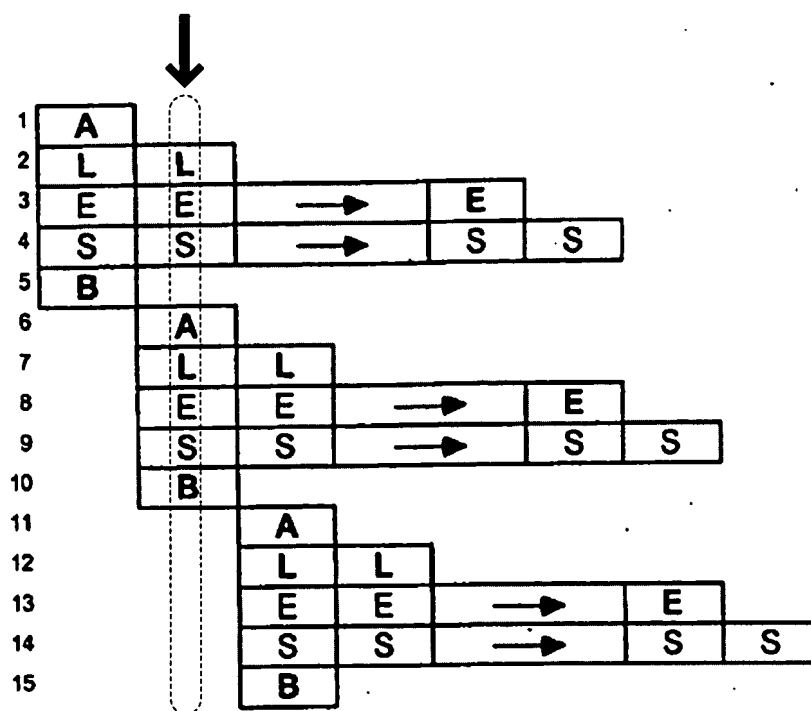 1 A
2 L L
3 E E → E
4 S S → S S
5 B
6 A
7 L L
8 E E → E
9 S S → S S
10 B
11 A
12 L L
13 E E → E
14 S S → S S
15 B